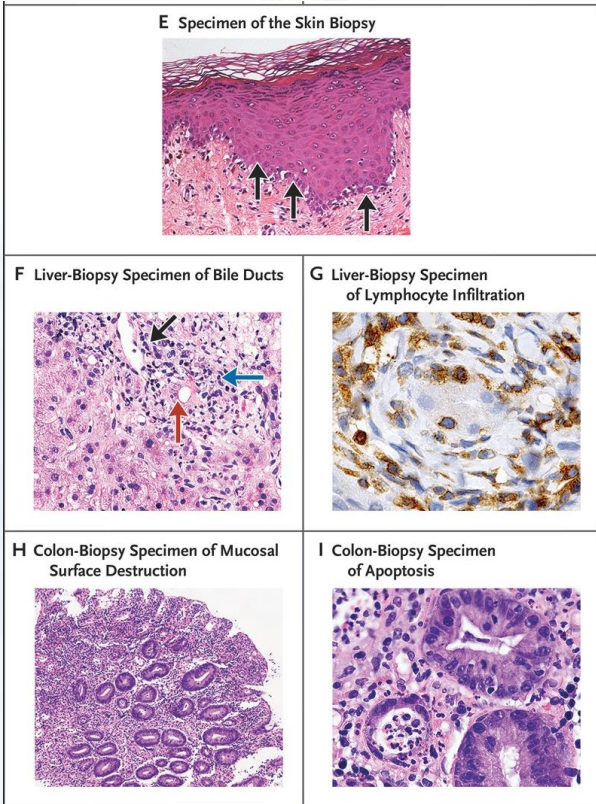 E Specimen of the Skin Biopsy
F Liver-Biopsy Specimen of Bile Ducts
G Liver-Biopsy Specimen
of Lymphocyte Infiltration
H Colon-Biopsy Specimen of Mucosal
Surface Destruction
I Colon-Biopsy Specimen
of Apoptosis